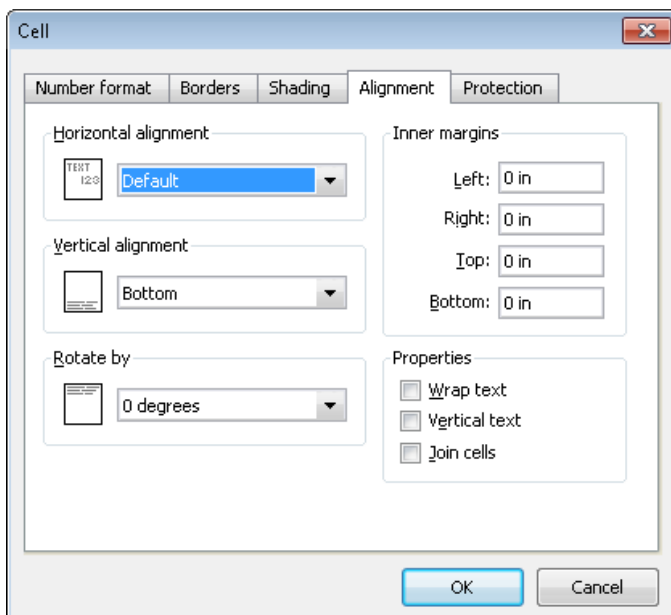 Cell
Number format Borders Shading Alignment Protection
Horizontal alignment
TEXT
123
Default
Vertical alignment
Bottom
Rotate by
0 degrees
Inner margins
Left: 0 in
Right: 0 in
Top: 0 in
Bottom: 0 in
Properties
Wrap text
Vertical text
Join cells
OK Cancel